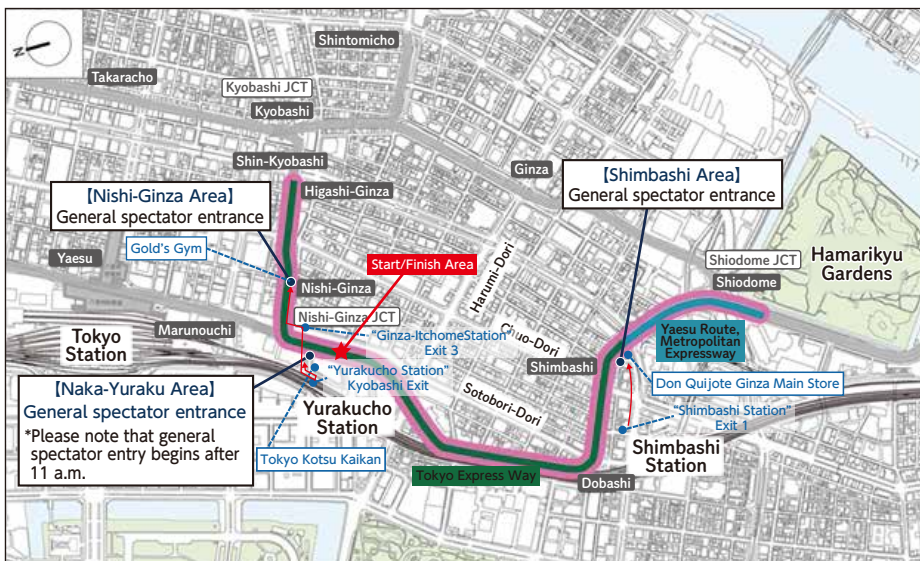 N
Shintomicho
Takaracho
Kyobashi JCT
Kyobashi
Shin-Kyobashi
Ginza
【Nishi-Ginza Area】
General spectator entrance
Higashi-Ginza
【Shimbashi Area】
General spectator entrance
Gold's Gym
Yaesu
Start/Finish Area
Harumi-Dori
Shiodome JCT
Shiodome
Hamarikyu
Gardens
Nishi-Ginza
Nishi-Ginza JCT
Chuo-Dori
Marunouchi
Tokyo
Station
"Ginza-ItchomeStation"
Exit 3
Yaesu Route,
Metropolitan
Expressway
Shimbashi
"Yurakucho Station"
Kyobashi Exit
Sotobori-Dori
Don Quijote Ginza Main Store
【Naka-Yuraku Area】
General spectator entrance
*Please note that general
spectator entry begins after
11 a.m.
Yurakucho
Station
"Shimbashi Station"
Exit 1
Tokyo Kotsu Kaikan
Shimbashi
Station
Tokyo Express Way
Dobashi